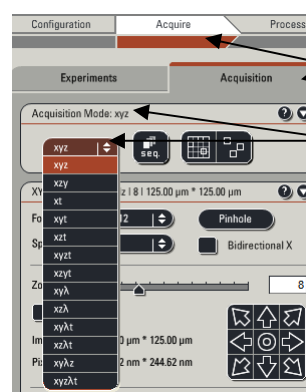 Configuration Acquire Process
Experiments Acquisition
Acquisition Mode: xyz
xyz
seq.
xyz
xzy
xt
xyt
xzt
xyzt
xzyt
xyλ
xzλ
xyλt
xzλt
xyλz
xyzλt
XY z | 8 | 125.00 µm * 125.00 µm
Fo 12 Pinhole
Sp Bidirectional X
Zo 8
Im 0 µm * 125.00 µm
Pi 2 nm * 244.62 nm